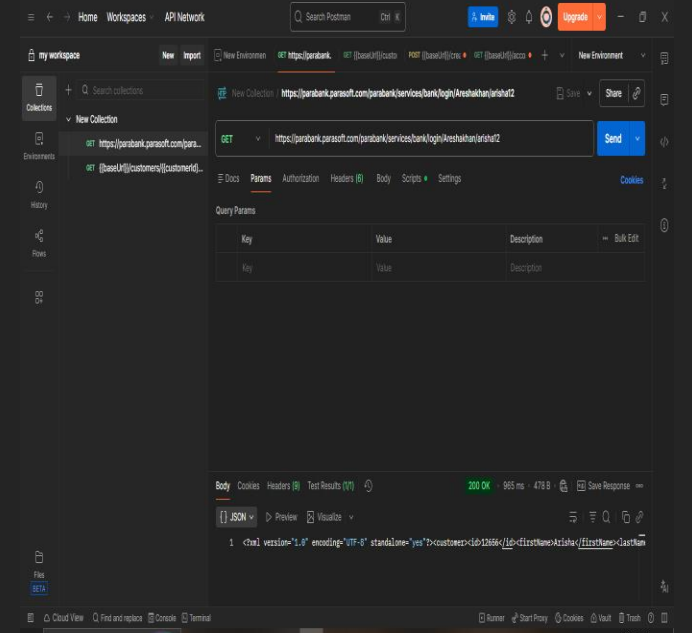 Home Workspaces API Network Search Postman Ctrl K Invite Upgrade
my workspace New Import New Environmen GET https://parabank. GET {{baseUrl}}/custo POST {{baseUrl}}/crea GET {{baseUrl}}/acco New Environment
Collections Search collections New Collection / https://parabank.parasoft.com/parabank/services/bank/login/Areshakhan/arisha12 Save Share
New Collection
GET https://parabank.parasoft.com/para...
GET {{baseUrl}}/customers/{{customerId}...
Environments
History
Flows
GET https://parabank.parasoft.com/parabank/services/bank/login/Areshakhan/arisha12 Send
Docs Params Authorization Headers (6) Body Scripts Settings Cookies
Query Params
Key Value Description Bulk Edit
Key Value Description
Body Cookies Headers (9) Test Results (1/1) 200 OK 965 ms 478 B Save Response
{} JSON Preview Visualize
1 <?xml version="1.0" encoding="UTF-8" standalone="yes"?><customer><id>12656</id><firstName>Arisha</firstName><lastNam
Files
BETA
AI
Cloud View Find and replace Console Terminal Runner Start Proxy Cookies Vault Trash